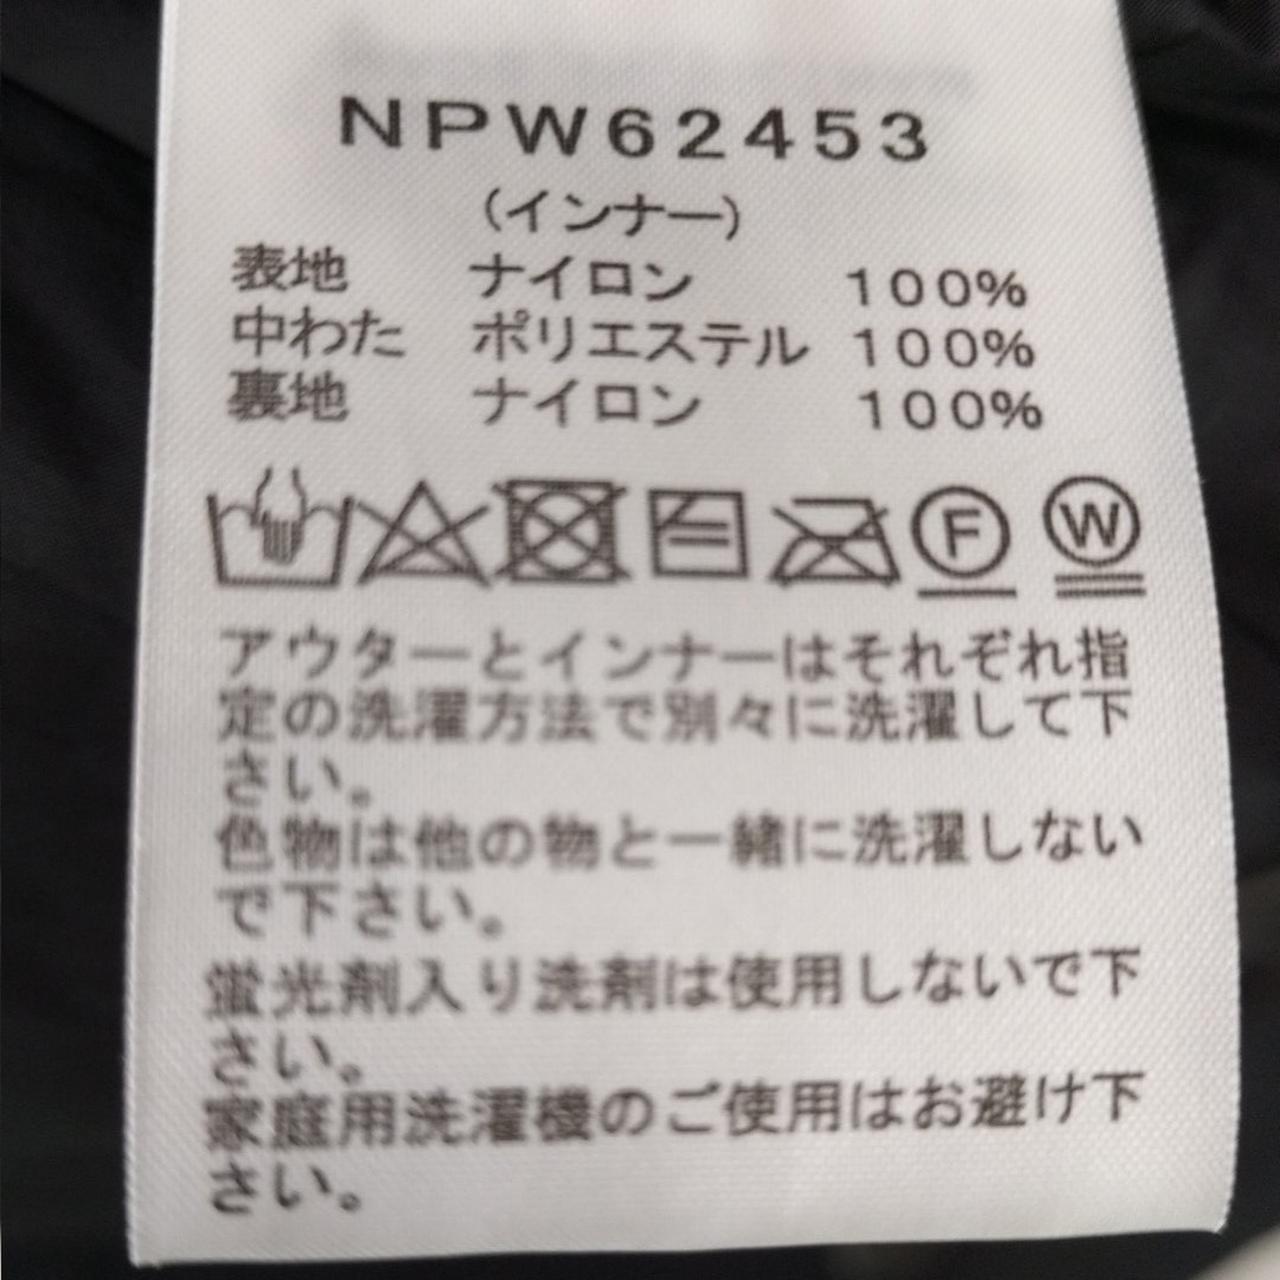 NPW62453
(インナー)
表地 ナイロン 100%
中わた ポリエステル 100%
裏地 ナイロン 100%
F W
アウターとインナーはそれぞれ指
定の洗濯方法で別々に洗濯して下
さい。
色物は他の物と一緒に洗濯しない
で下さい。
蛍光剤入り洗剤は使用しないで下
さい。
家庭用洗濯機のご使用はお避け下
さい。